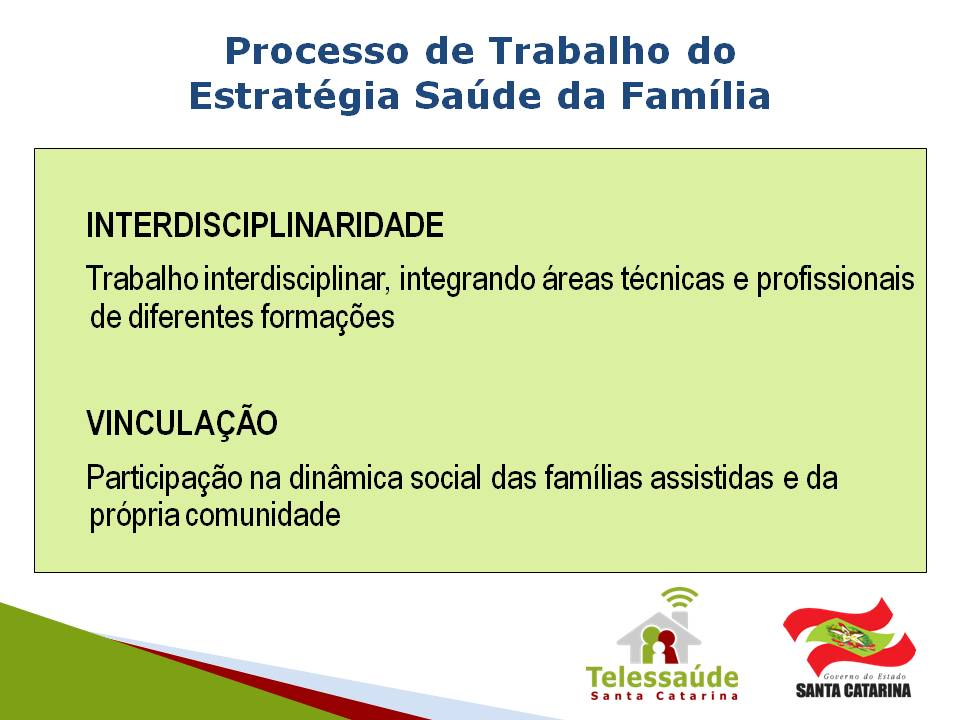 Processo de Trabalho do
Estratégia Saúde da Família
INTERDISCIPLINARIDADE
Trabalho interdisciplinar, integrando áreas técnicas e profissionais
de diferentes formações
VINCULAÇÃO
Participação na dinâmica social das famílias assistidas e da
própria comunidade
Telessaúde
Santa Catarina
Governo do Estado
SANTA CATARINA